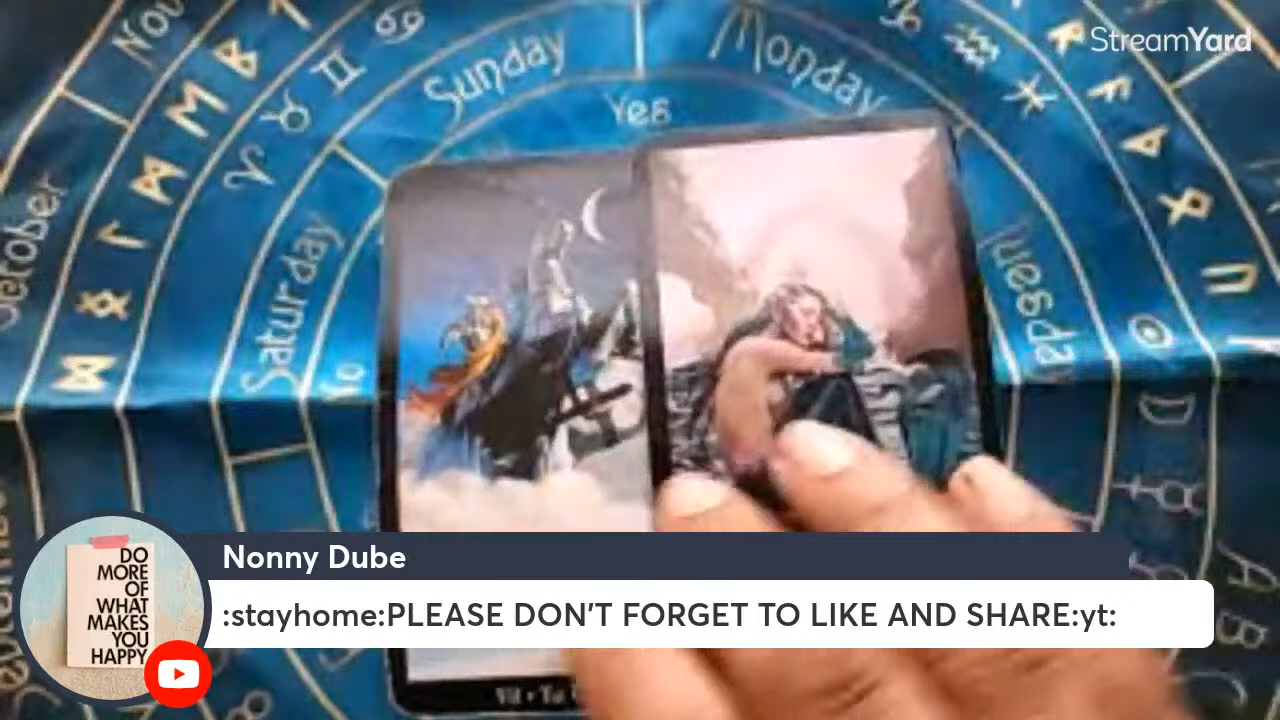 StreamYard
Nov
Sunday
Monday
Yes
October
Saturday
Nonny Dube
:stayhome:PLEASE DON'T FORGET TO LIKE AND SHARE:yt:
DO
MORE
OF
WHAT
MAKES
YOU
HAPPY